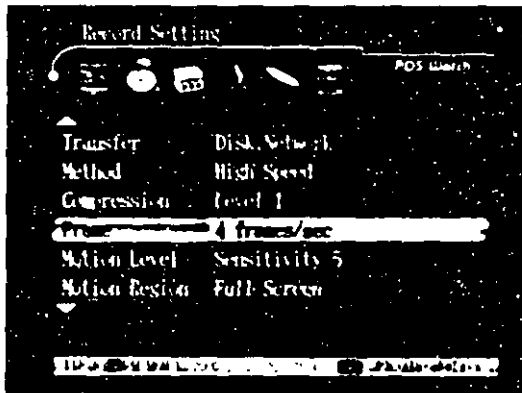 Record Setting
POS Watch
Transfer Disk, Network
Method High Speed
Compression Level 1
Frame 4 frames/sec
Motion Level Sensitivity 5
Motion Region Full Screen